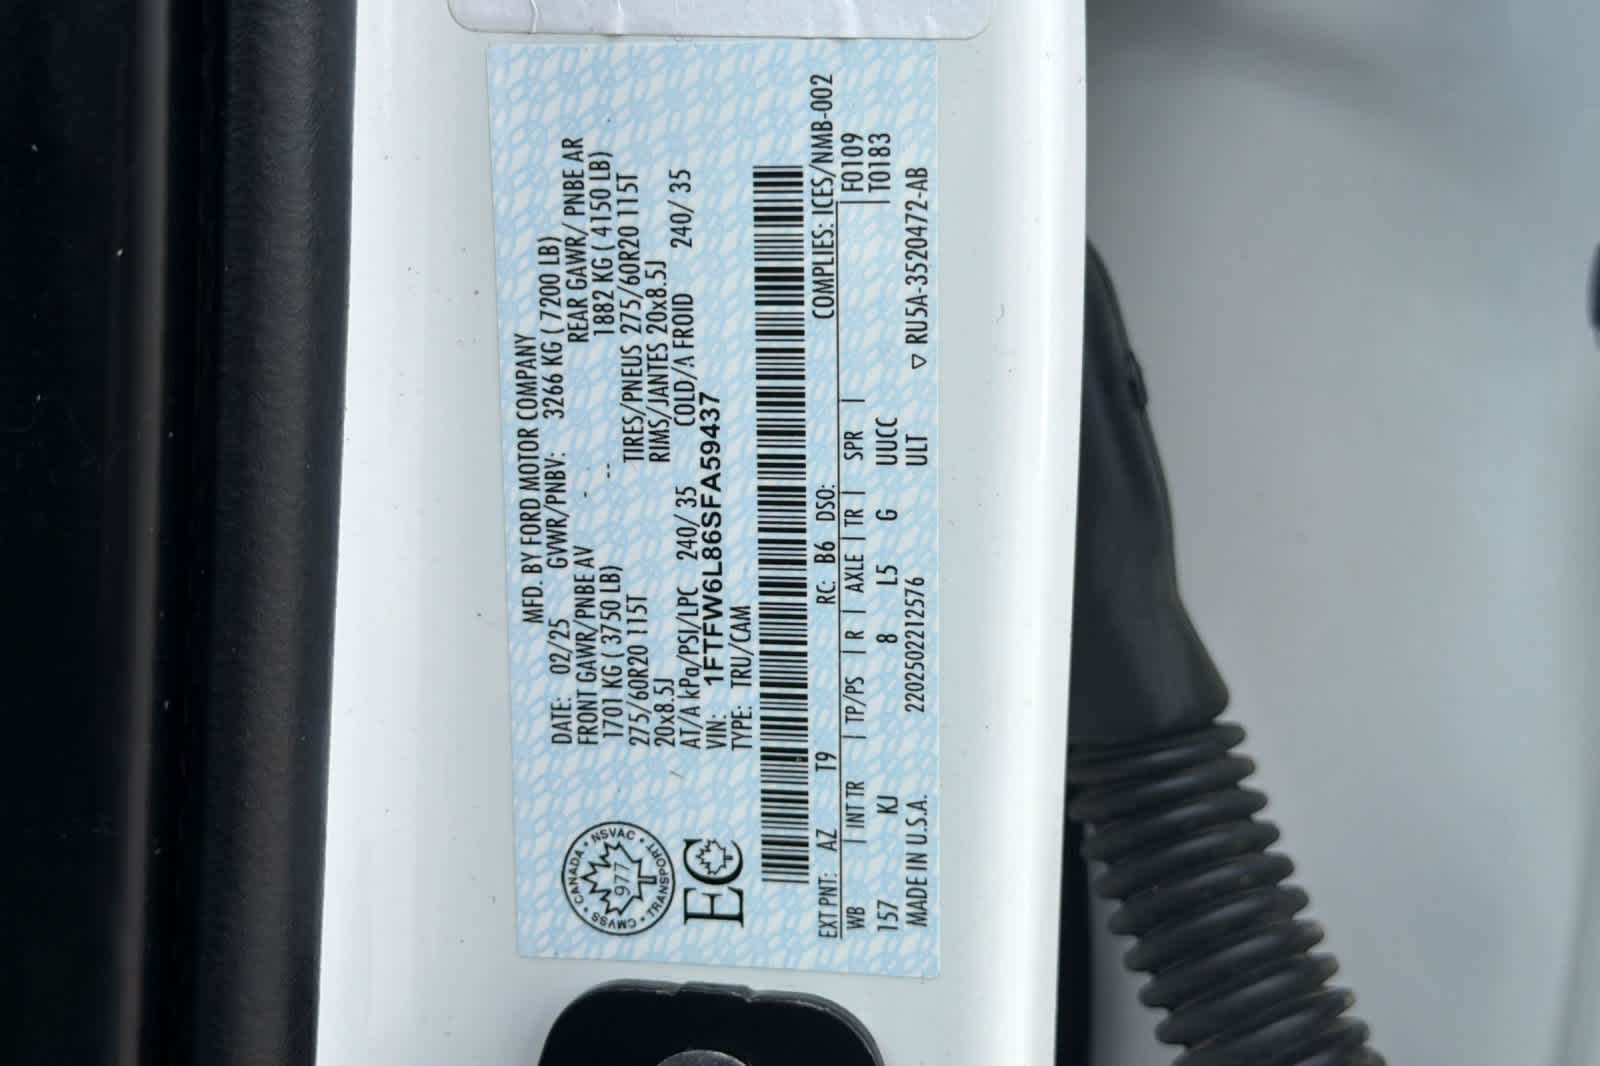 MFD. BY FORD MOTOR COMPANY
DATE: 02/25 GVWR/PNBV: 3266 KG ( 7200 LB)
FRONT GAWR/PNBE AV REAR GAWR/ PNBE AR
1701 KG ( 3750 LB) 1882 KG ( 4150 LB)
275/60R20 115T TIRES/PNEUS 275/60R20 115T
20x8.5J RIMS/JANTES 20x8.5J
AT/A kPa/PSI/LPC 240/ 35 COLD/A FROID 240/ 35
VIN: 1FTFW6L86SFA59437
TYPE: TRU/CAM
CANADA • NSVAC • TRANSPORT • CMVSS •
977
EC
COMPLIES: ICES/NMB-002
EXT PNT: AZ T9 RC: B6 DSO: F0109
WB | INT TR | TP/PS | R | AXLE | TR | SPR | T0183
157 KJ 8 L5 G UUCC
MADE IN U.S.A. 2202502212576 ULT ▽ RU5A-3520472-AB